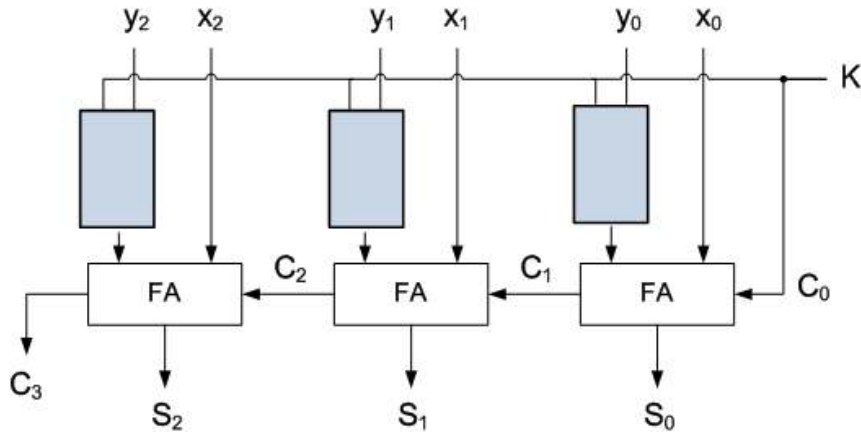 y₂ x₂ y₁ x₁ y₀ x₀
K
C₂ C₁ C₀
FA FA FA
C₃
S₂ S₁ S₀